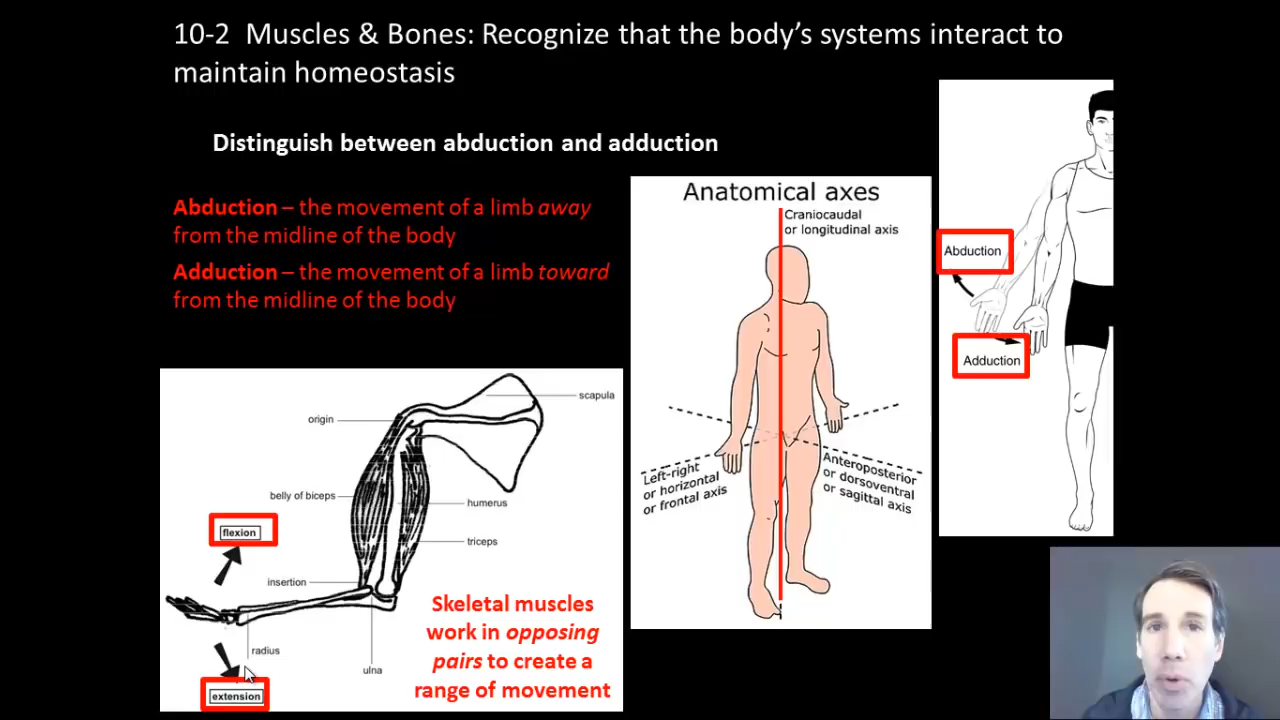 10-2 Muscles & Bones: Recognize that the body's systems interact to
maintain homeostasis
Distinguish between abduction and adduction
Abduction – the movement of a limb away
from the midline of the body
Adduction – the movement of a limb toward
from the midline of the body
Anatomical axes
Craniocaudal
or longitudinal axis
Left-right
or horizontal
or frontal axis
Anteroposterior
or dorsoventral
or sagittal axis
Abduction
Adduction
scapula
origin
belly of biceps
humerus
flexion
triceps
insertion
radius
ulna
extension
Skeletal muscles
work in opposing
pairs to create a
range of movement